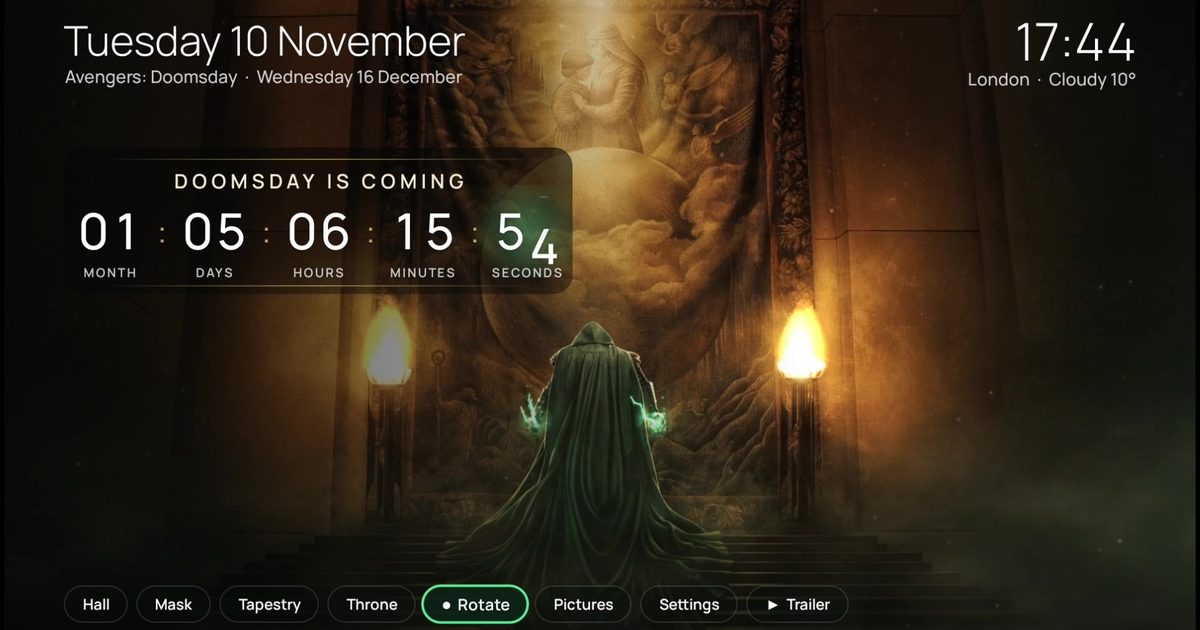 Tuesday 10 November
Avengers: Doomsday · Wednesday 16 December
17:44
London · Cloudy 10°
DOOMSDAY IS COMING
01 : 05 : 06 : 15 : 54
MONTH DAYS HOURS MINUTES SECONDS
Hall Mask Tapestry Throne ● Rotate Pictures Settings ► Trailer